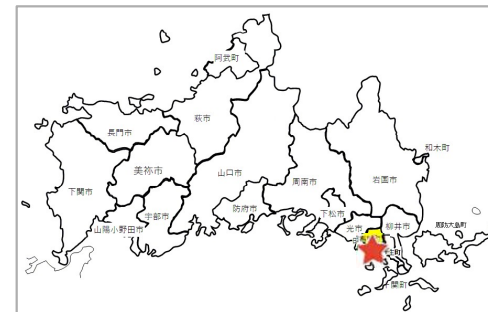 阿武町
萩市
長門市
和木町
美祢市
山口市
周南市
岩国市
下関市
防府市
下松市
宇部市
山陽小野田市
光市
柳井市
周防大島町